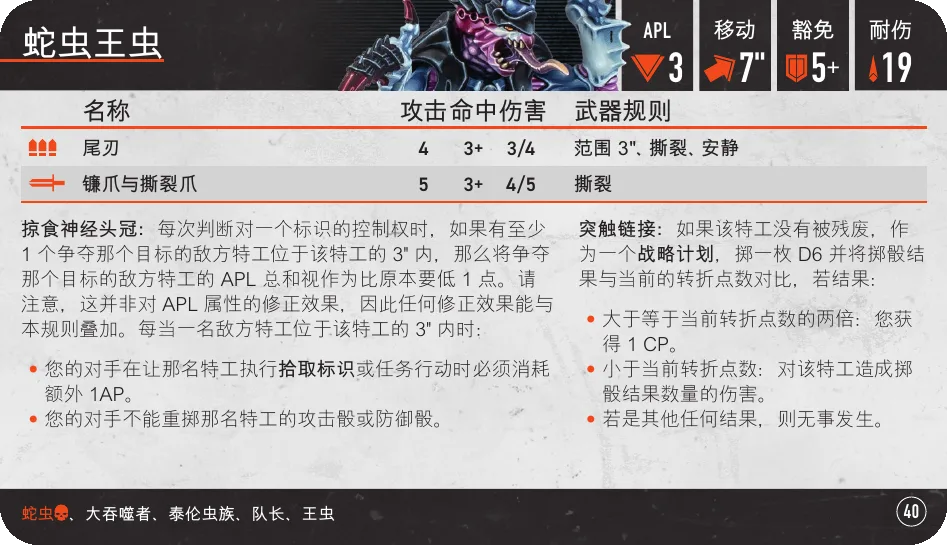 蛇虫王虫
APL 移动 豁免 耐伤
3 7" 5+ 19
名称 攻击 命中 伤害 武器规则
尾刃 4 3+ 3/4 范围 3"、撕裂、安静
镰爪与撕裂爪 5 3+ 4/5 撕裂
掠食神经头冠：每次判断对一个标识的控制权时，如果有至少
1 个争夺那个目标的敌方特工位于该特工的 3" 内，那么将争夺
那个目标的敌方特工的 APL 总和视作为比原本要低 1 点。请
注意，这并非对 APL 属性的修正效果，因此任何修正效果能与
本规则叠加。每当一名敌方特工位于该特工的 3" 内时：
• 您的对手在让那名特工执行拾取标识或任务行动时必须消耗
额外 1AP。
• 您的对手不能重掷那名特工的攻击骰或防御骰。
突触链接：如果该特工没有被残废，作
为一个战略计划，掷一枚 D6 并将掷骰结
果与当前的转折点数对比，若结果：
• 大于等于当前转折点数的两倍：您获
得 1 CP。
• 小于当前转折点数：对该特工造成掷
骰结果数量的伤害。
• 若是其他任何结果，则无事发生。
蛇虫、大吞噬者、泰伦虫族、队长、王虫
40